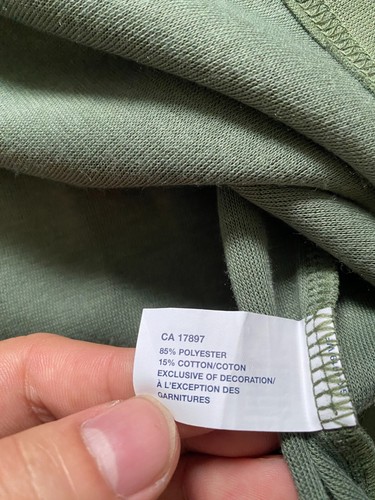 CA 17897
85% POLYESTER
15% COTTON/COTON
EXCLUSIVE OF DECORATION/
À L'EXCEPTION DES
GARNITURES